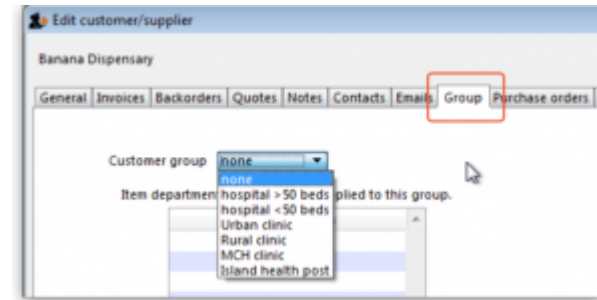 Edit customer/supplier
Banana Dispensary
General Invoices Backorders Quotes Notes Contacts Emails Group Purchase orders
Customer group none
none
Item departmen hospital >50 beds plied to this group.
hospital <50 beds
Urban clinic
Rural clinic
MCH clinic
Island health post